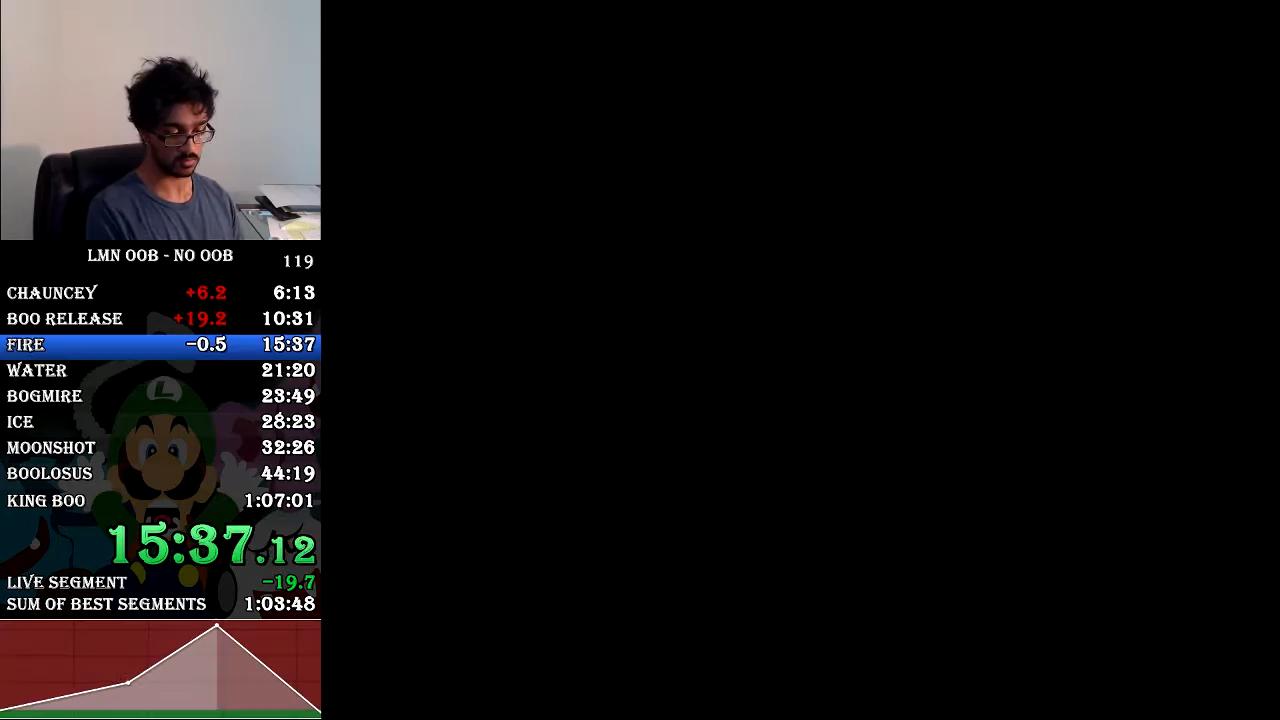 LMN OOB - NO OOB
119
CHAUNCEY +6.2 6:13
BOO RELEASE +19.2 10:31
FIRE −0.5 15:37
WATER 21:20
BOGMIRE 23:49
ICE 28:23
MOONSHOT 32:26
BOOLOSUS 44:19
KING BOO 1:07:01
15:37.12
LIVE SEGMENT −19.7
SUM OF BEST SEGMENTS 1:03:48